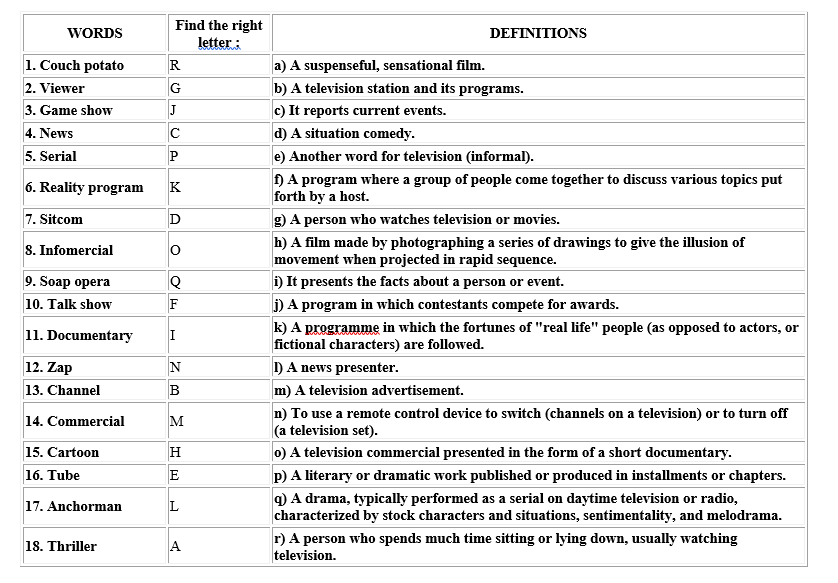 WORDS Find the right letter : DEFINITIONS
1. Couch potato R a) A suspenseful, sensational film.
2. Viewer G b) A television station and its programs.
3. Game show J c) It reports current events.
4. News C d) A situation comedy.
5. Serial P e) Another word for television (informal).
6. Reality program K f) A program where a group of people come together to discuss various topics put
forth by a host.
7. Sitcom D g) A person who watches television or movies.
8. Infomercial O h) A film made by photographing a series of drawings to give the illusion of
movement when projected in rapid sequence.
9. Soap opera Q i) It presents the facts about a person or event.
10. Talk show F j) A program in which contestants compete for awards.
11. Documentary I k) A programme in which the fortunes of "real life" people (as opposed to actors, or
fictional characters) are followed.
12. Zap N l) A news presenter.
13. Channel B m) A television advertisement.
14. Commercial M n) To use a remote control device to switch (channels on a television) or to turn off
(a television set).
15. Cartoon H o) A television commercial presented in the form of a short documentary.
16. Tube E p) A literary or dramatic work published or produced in installments or chapters.
17. Anchorman L q) A drama, typically performed as a serial on daytime television or radio,
characterized by stock characters and situations, sentimentality, and melodrama.
18. Thriller A r) A person who spends much time sitting or lying down, usually watching
television.